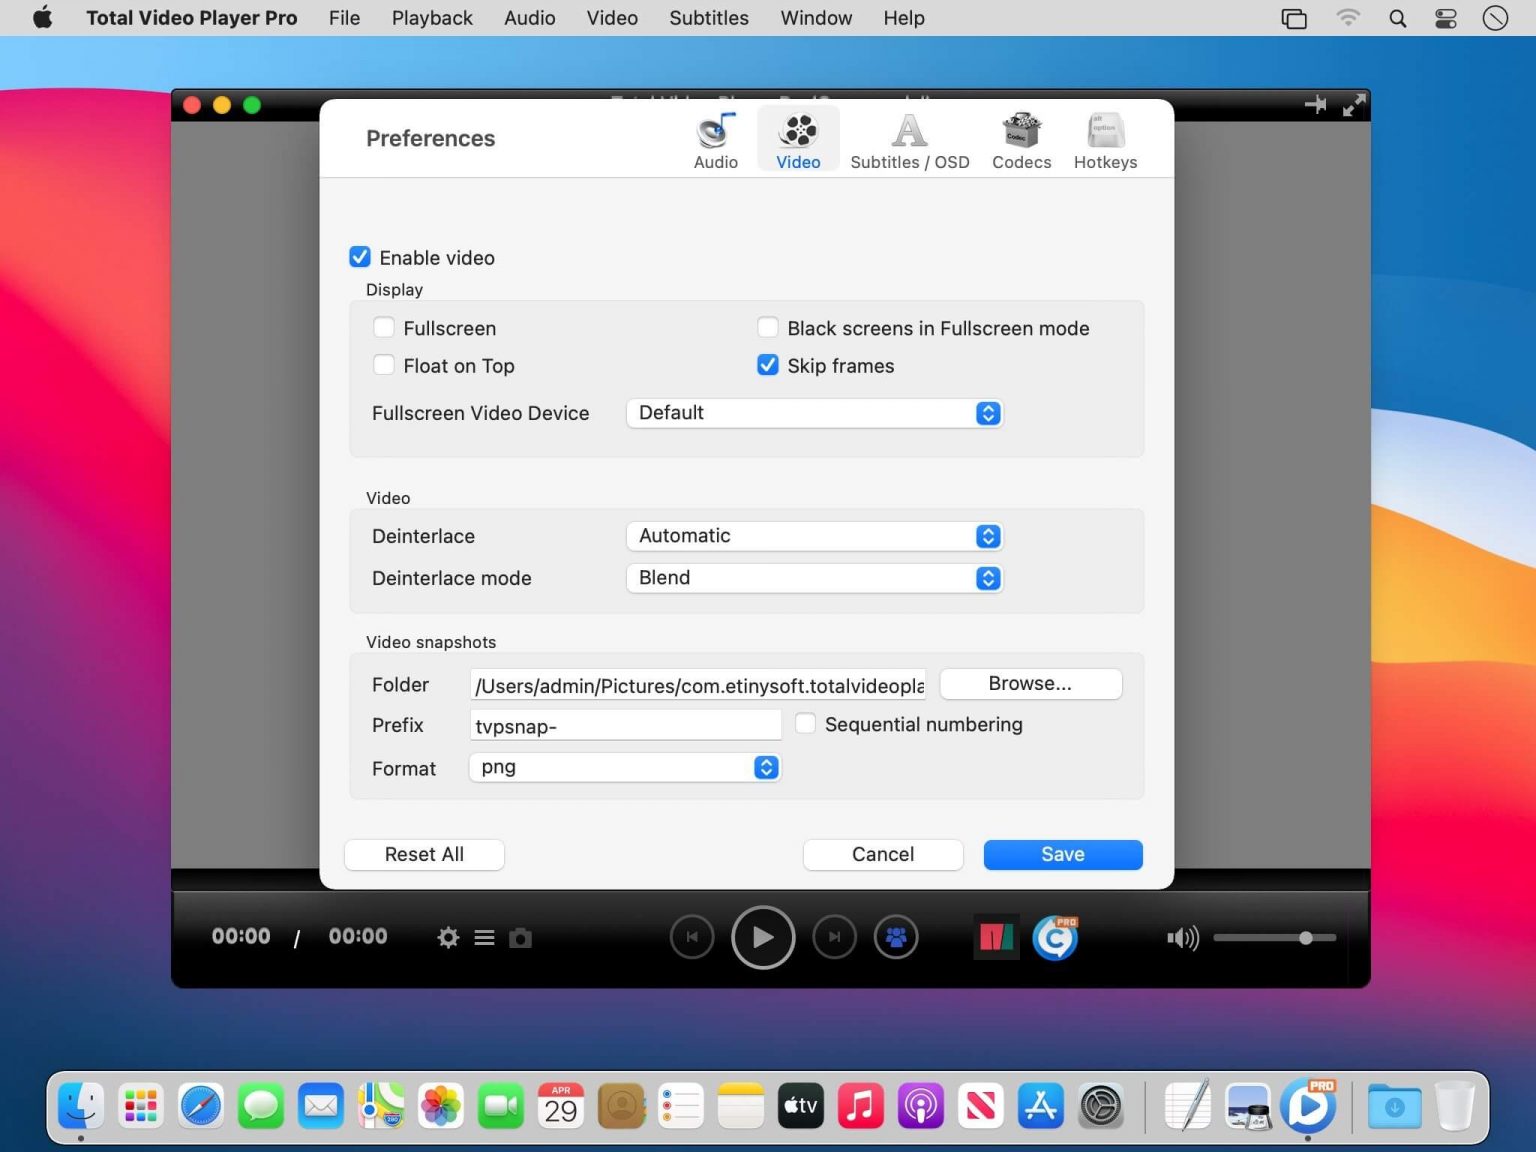 Total Video Player Pro File Playback Audio Video Subtitles Window Help
Preferences
Audio Video Subtitles / OSD Codecs Hotkeys
Codec
alt
option
Enable video
Display
Fullscreen Black screens in Fullscreen mode
Float on Top Skip frames
Fullscreen Video Device Default
Video
Deinterlace Automatic
Deinterlace mode Blend
Video snapshots
Folder /Users/admin/Pictures/com.etinysoft.totalvideopla Browse...
Prefix tvpsnap- Sequential numbering
Format png
Reset All Cancel Save
00:00 / 00:00
PRO
APR
29
tv
PRO